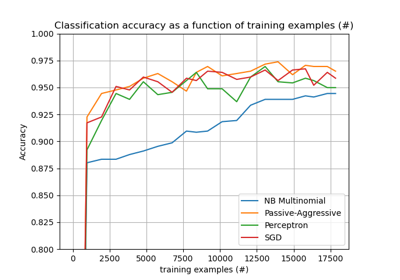 Classification accuracy as a function of training examples (#)
1.000
0.975
0.950
0.925
0.900
0.875
0.850
0.825
0.800
Accuracy
NB Multinomial
Passive-Aggressive
Perceptron
SGD
0 2500 5000 7500 10000 12500 15000 17500
training examples (#)